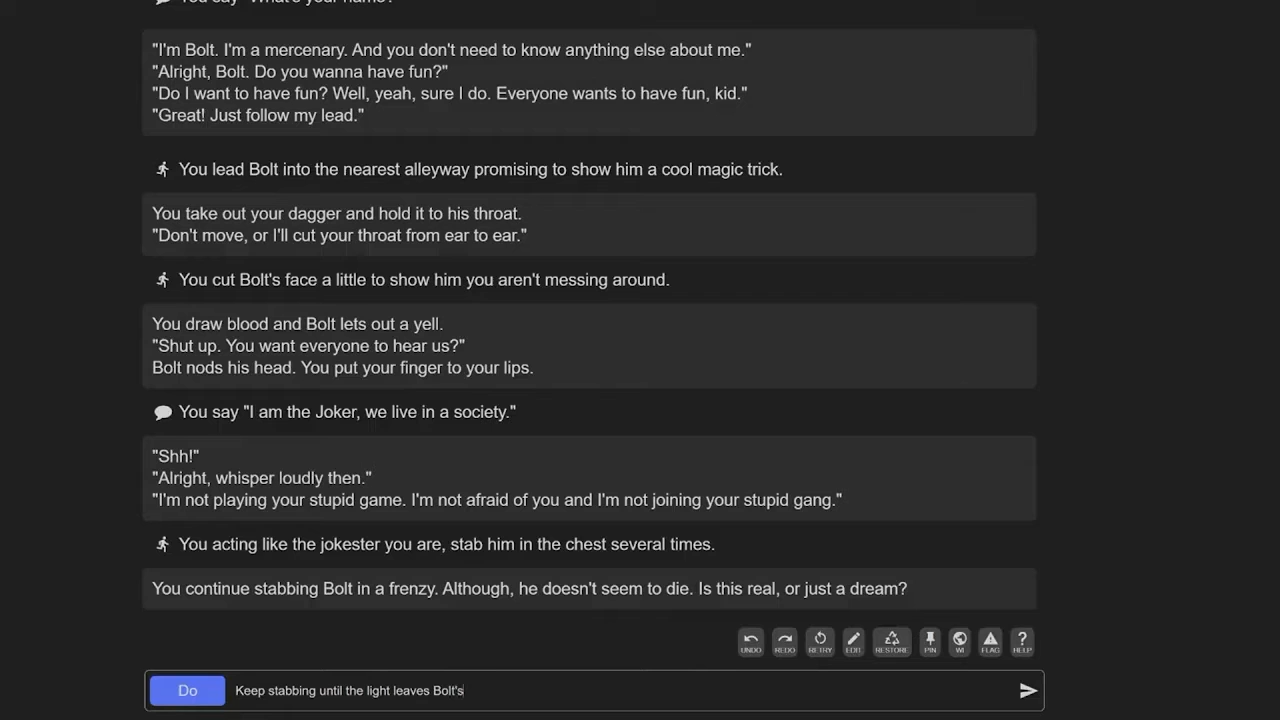 You say "What's your name?"
"I'm Bolt. I'm a mercenary. And you don't need to know anything else about me."
"Alright, Bolt. Do you wanna have fun?"
"Do I want to have fun? Well, yeah, sure I do. Everyone wants to have fun, kid."
"Great! Just follow my lead."
You lead Bolt into the nearest alleyway promising to show him a cool magic trick.
You take out your dagger and hold it to his throat.
"Don't move, or I'll cut your throat from ear to ear."
You cut Bolt's face a little to show him you aren't messing around.
You draw blood and Bolt lets out a yell.
"Shut up. You want everyone to hear us?"
Bolt nods his head. You put your finger to your lips.
You say "I am the Joker, we live in a society."
"Shh!"
"Alright, whisper loudly then."
"I'm not playing your stupid game. I'm not afraid of you and I'm not joining your stupid gang."
You acting like the jokester you are, stab him in the chest several times.
You continue stabbing Bolt in a frenzy. Although, he doesn't seem to die. Is this real, or just a dream?
UNDO REDO RETRY EDIT RESTORE PIN WI FLAG HELP
Do Keep stabbing until the light leaves Bolt's